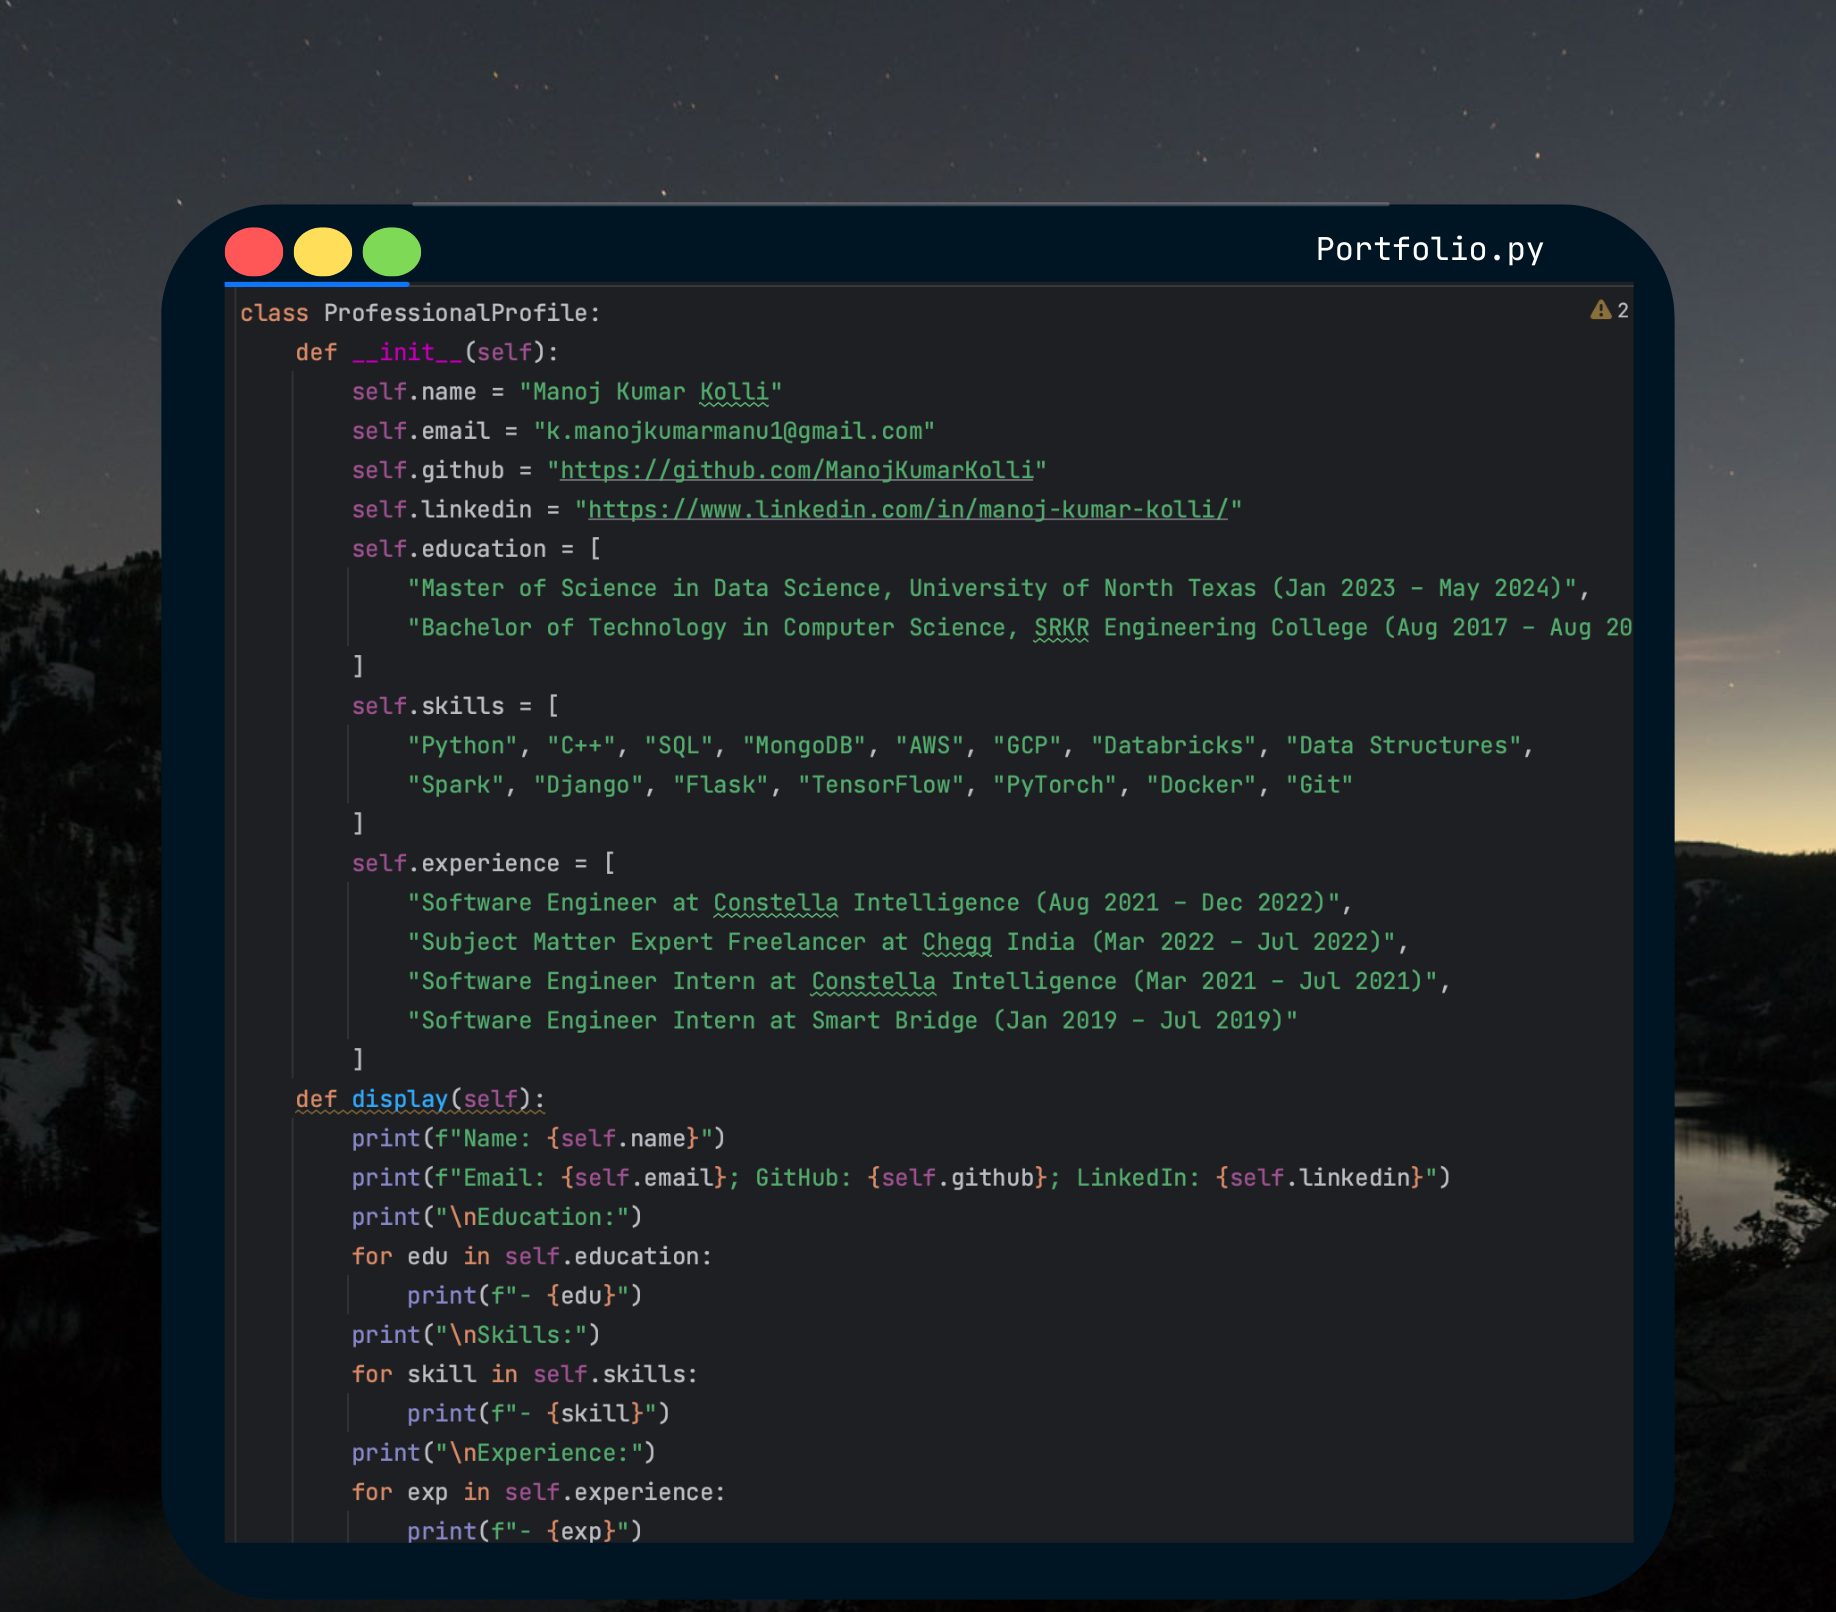 Portfolio.py
class ProfessionalProfile:
2
    def __init__(self):
        self.name = "Manoj Kumar Kolli"
        self.email = "k.manojkumarmanu1@gmail.com"
        self.github = "https://github.com/ManojKumarKolli"
        self.linkedin = "https://www.linkedin.com/in/manoj-kumar-kolli/"
        self.education = [
            "Master of Science in Data Science, University of North Texas (Jan 2023 – May 2024)",
            "Bachelor of Technology in Computer Science, SRKR Engineering College (Aug 2017 – Aug 20
        ]
        self.skills = [
            "Python", "C++", "SQL", "MongoDB", "AWS", "GCP", "Databricks", "Data Structures",
            "Spark", "Django", "Flask", "TensorFlow", "PyTorch", "Docker", "Git"
        ]
        self.experience = [
            "Software Engineer at Constella Intelligence (Aug 2021 – Dec 2022)",
            "Subject Matter Expert Freelancer at Chegg India (Mar 2022 – Jul 2022)",
            "Software Engineer Intern at Constella Intelligence (Mar 2021 – Jul 2021)",
            "Software Engineer Intern at Smart Bridge (Jan 2019 – Jul 2019)"
        ]
    def display(self):
        print(f"Name: {self.name}")
        print(f"Email: {self.email}; GitHub: {self.github}; LinkedIn: {self.linkedin}")
        print("\nEducation:")
        for edu in self.education:
            print(f"- {edu}")
        print("\nSkills:")
        for skill in self.skills:
            print(f"- {skill}")
        print("\nExperience:")
        for exp in self.experience:
            print(f"- {exp}")